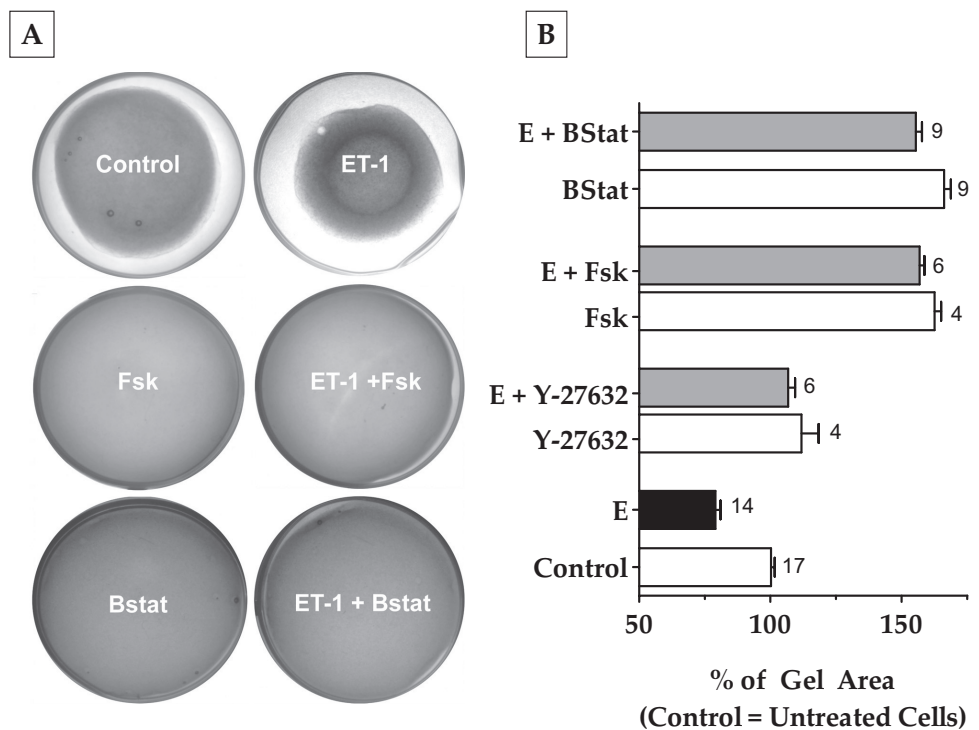 A
Control
ET-1
Fsk
ET-1 +Fsk
Bstat
ET-1 + Bstat
B
E + BStat
9
BStat
9
E + Fsk
6
Fsk
4
E + Y-27632
6
Y-27632
4
E
14
Control
17
50
100
150
% of Gel Area
(Control = Untreated Cells)